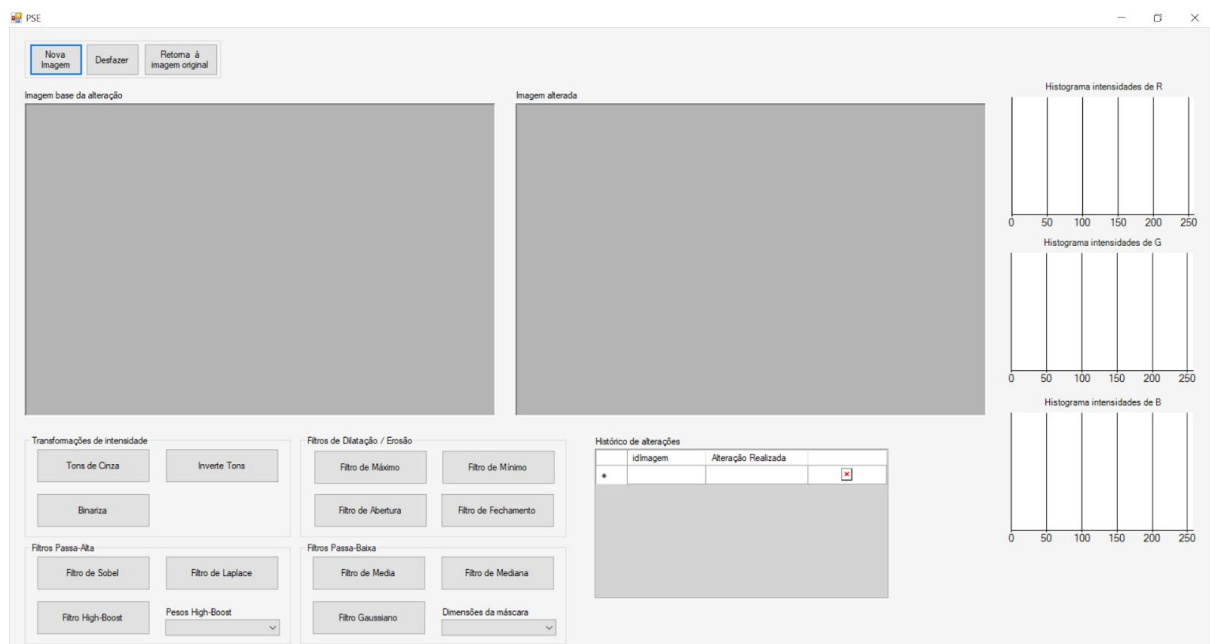 PSE
Nova
Imagem
Desfazer
Retorna à
imagem original
Imagem base da alteração
Imagem alterada
Histograma intensidades de R
0 50 100 150 200 250
Histograma intensidades de G
0 50 100 150 200 250
Histograma intensidades de B
0 50 100 150 200 250
Transformações de intensidade
Tons de Cinza
Inverte Tons
Binariza
Filtros de Dilatação / Erosão
Filtro de Máximo
Filtro de Mínimo
Filtro de Abertura
Filtro de Fechamento
Histórico de alterações
idImagem
Alteração Realizada
Filtros Passa-Alta
Filtro de Sobel
Filtro de Laplace
Filtro High-Boost
Pesos High-Boost
Filtros Passa-Baixa
Filtro de Media
Filtro de Mediana
Filtro Gaussiano
Dimensões da máscara